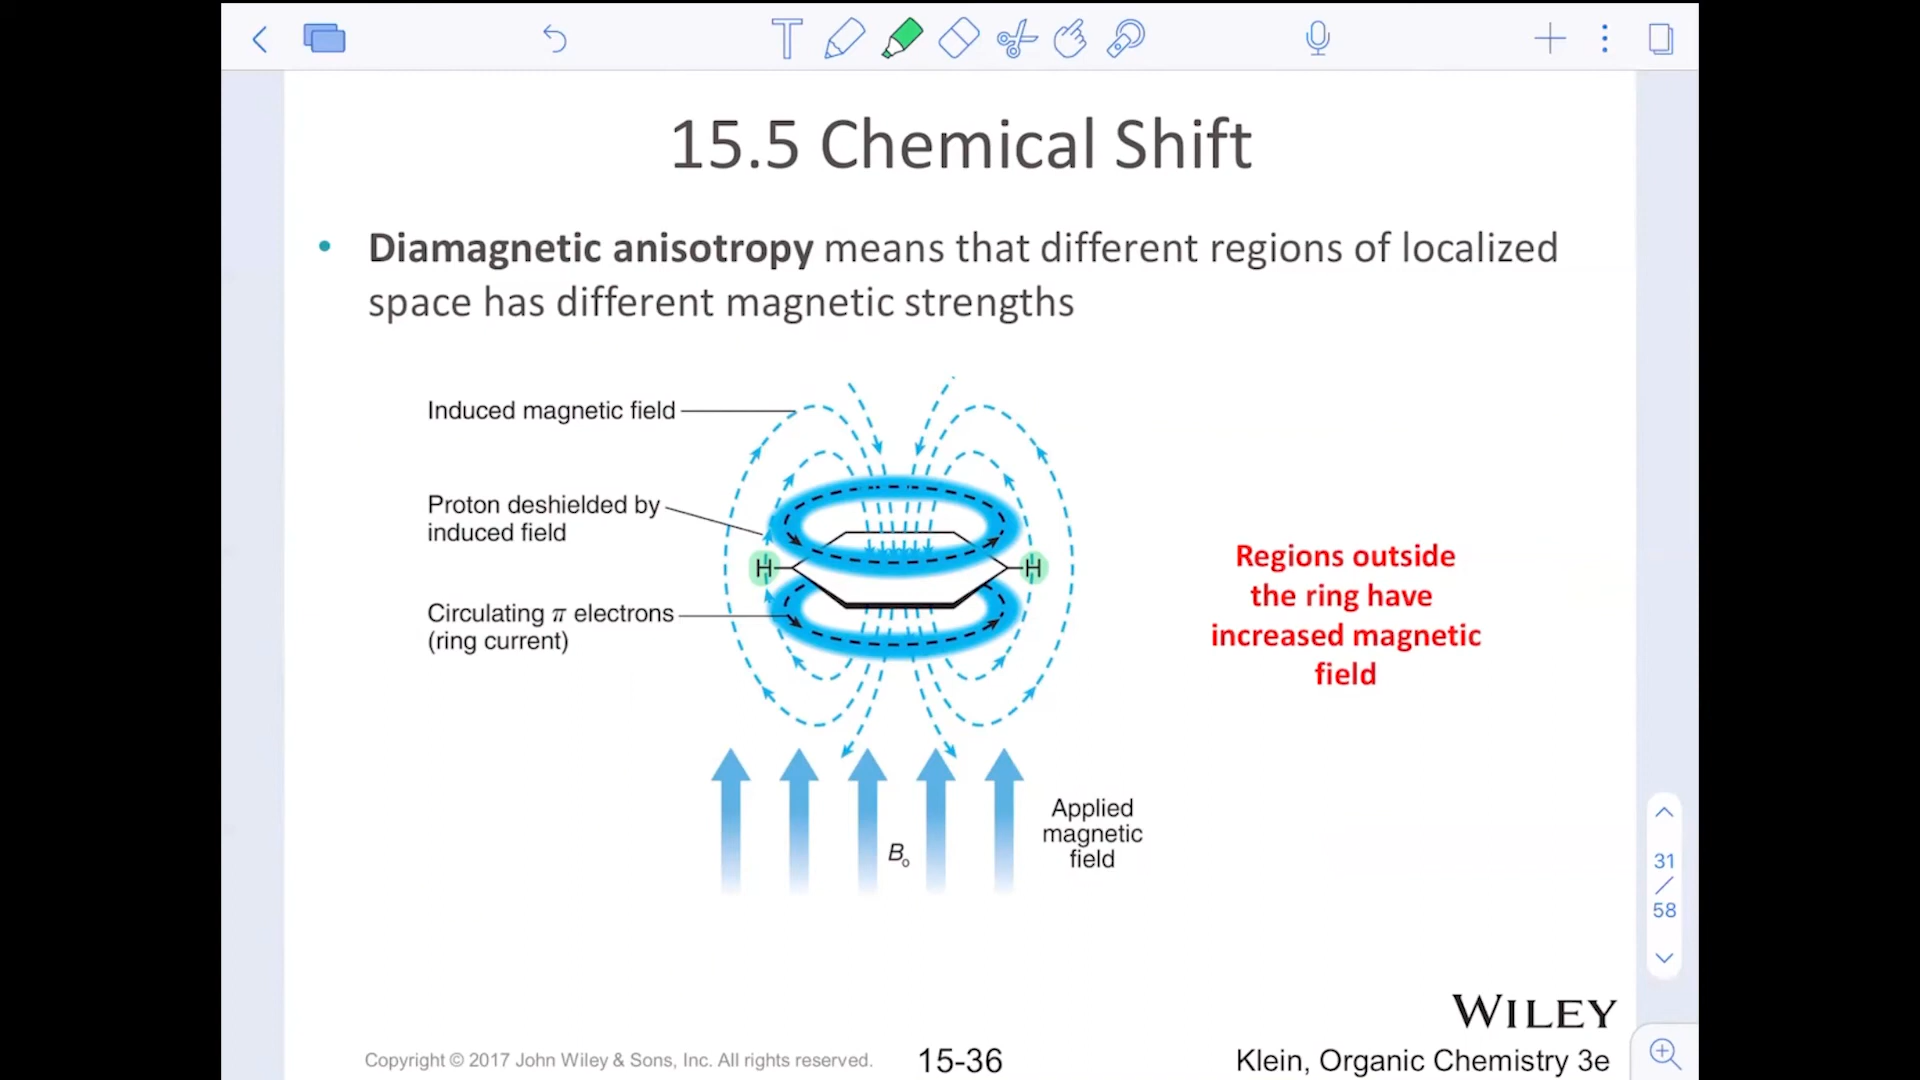 15.5 Chemical Shift
• Diamagnetic anisotropy means that different regions of localized
space has different magnetic strengths
Induced magnetic field
Proton deshielded by
induced field
H
H
Circulating π electrons
(ring current)
Regions outside
the ring have
increased magnetic
field
B₀
Applied
magnetic
field
31
/
58
WILEY
Copyright © 2017 John Wiley & Sons, Inc. All rights reserved.
15-36
Klein, Organic Chemistry 3e